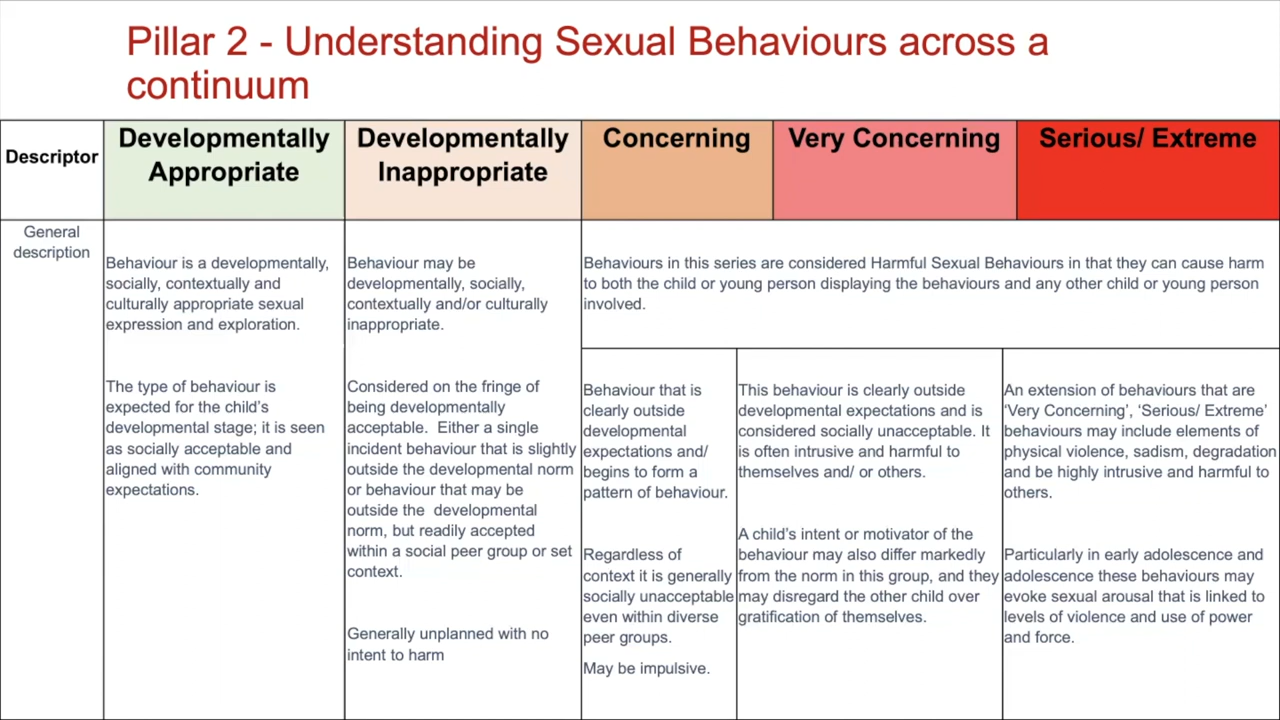 Pillar 2 - Understanding Sexual Behaviours across a
continuum
Descriptor
Developmentally
Appropriate
Developmentally
Inappropriate
Concerning
Very Concerning
Serious/ Extreme
General
description
Behaviour is a developmentally,
socially, contextually and
culturally appropriate sexual
expression and exploration.
The type of behaviour is
expected for the child’s
developmental stage; it is seen
as socially acceptable and
aligned with community
expectations.
Behaviour may be
developmentally, socially,
contextually and/or culturally
inappropriate.
Considered on the fringe of
being developmentally
acceptable.  Either a single
incident behaviour that is slightly
outside the developmental norm
or behaviour that may be
outside the  developmental
norm, but readily accepted
within a social peer group or set
context.
Generally unplanned with no
intent to harm
Behaviours in this series are considered Harmful Sexual Behaviours in that they can cause harm
to both the child or young person displaying the behaviours and any other child or young person
involved.
Behaviour that is
clearly outside
developmental
expectations and/
begins to form a
pattern of behaviour.
Regardless of
context it is generally
socially unacceptable
even within diverse
peer groups.
May be impulsive.
This behaviour is clearly outside
developmental expectations and is
considered socially unacceptable. It
is often intrusive and harmful to
themselves and/ or others.
A child’s intent or motivator of the
behaviour may also differ markedly
from the norm in this group, and they
may disregard the other child over
gratification of themselves.
An extension of behaviours that are
‘Very Concerning’, ‘Serious/ Extreme’
behaviours may include elements of
physical violence, sadism, degradation
and be highly intrusive and harmful to
others.
Particularly in early adolescence and
adolescence these behaviours may
evoke sexual arousal that is linked to
levels of violence and use of power
and force.